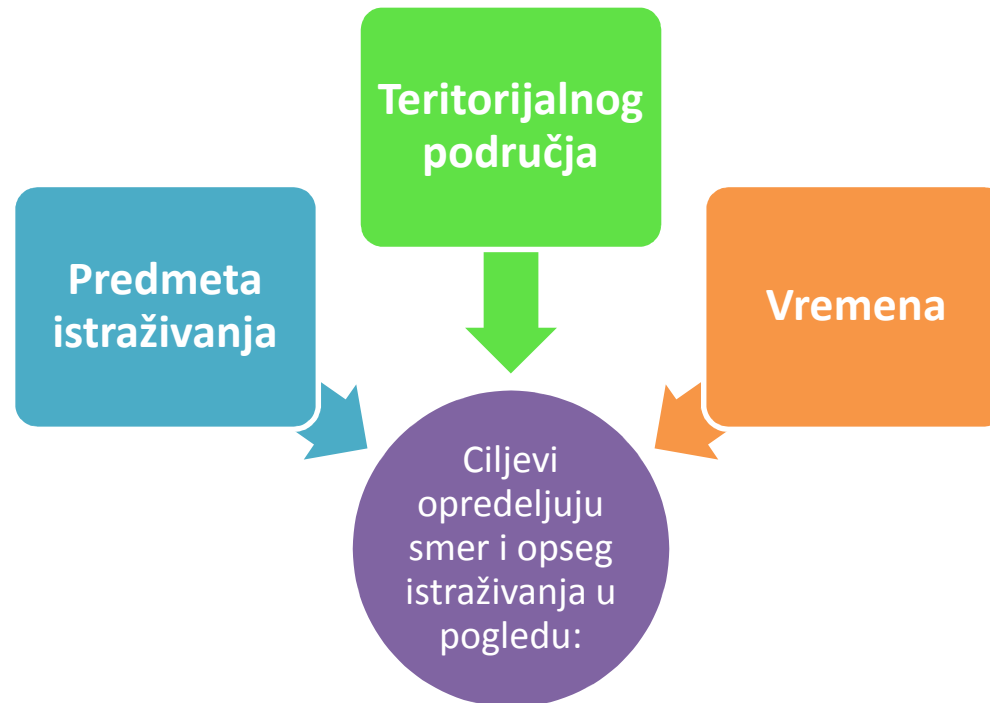 Teritorijalnog
područja
Predmeta
istraživanja
Vremena
Ciljevi
opredeljuju
smer i opseg
istraživanja u
pogledu: